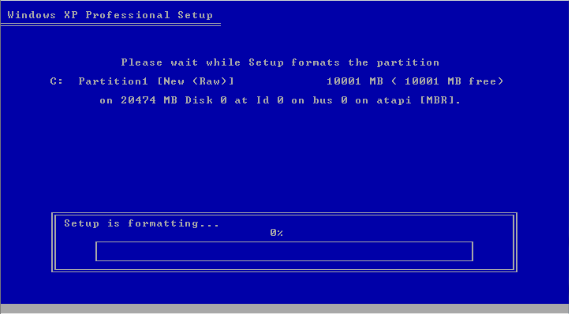 Windows XP Professional Setup
Please wait while Setup formats the partition
C: Partition1 [New (Raw)] 10001 MB ( 10001 MB free)
on 20474 MB Disk 0 at Id 0 on bus 0 on atapi [MBR].
Setup is formatting...
0%